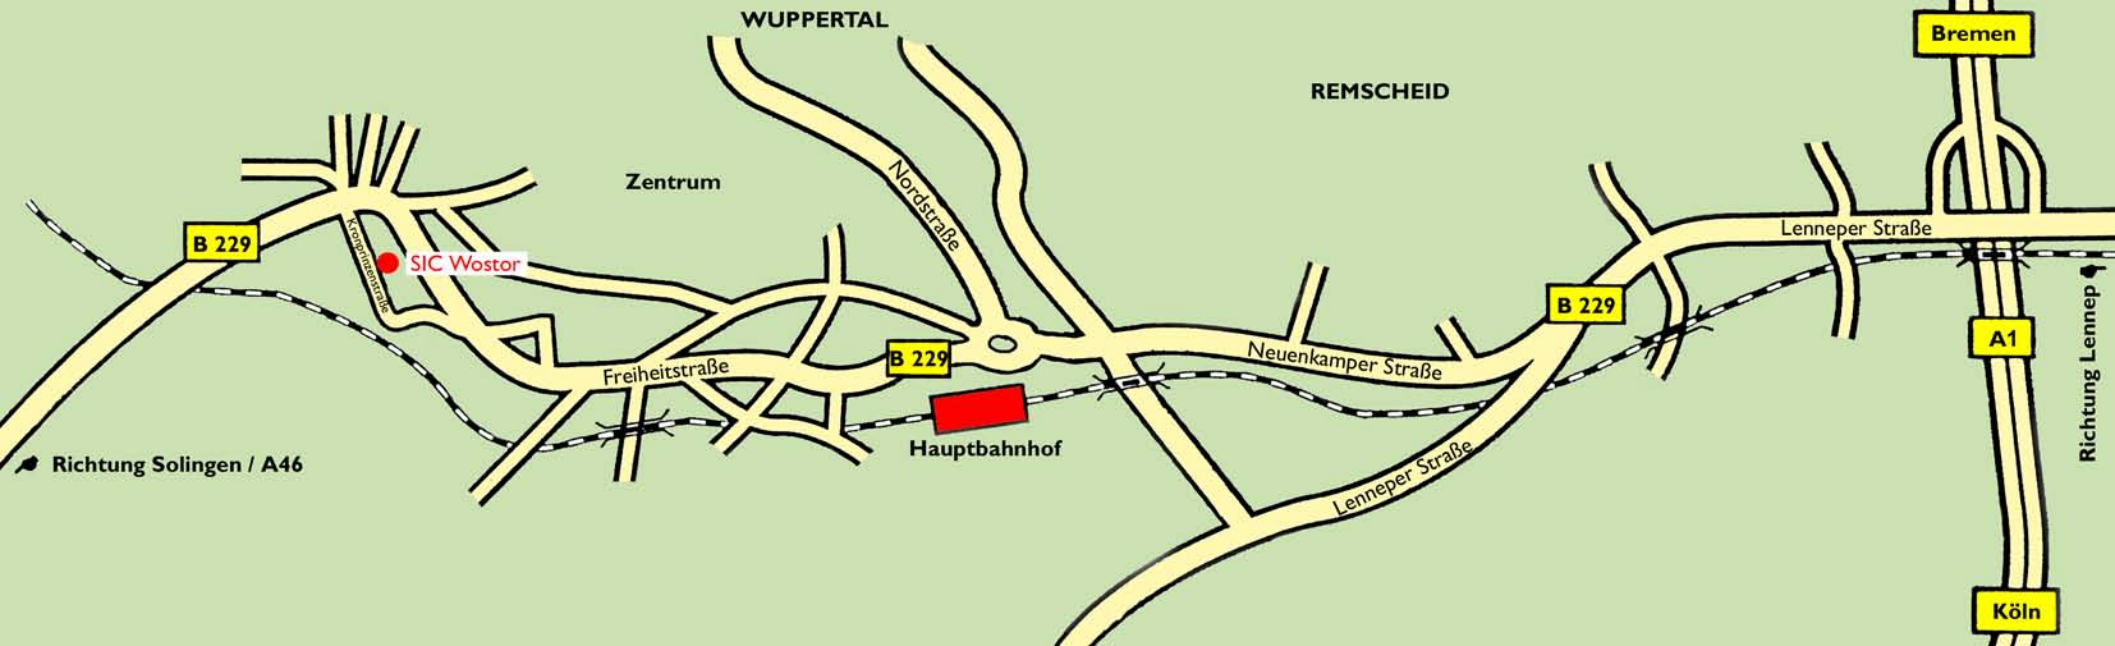 WUPPERTAL
Bremen
REMSCHEID
Zentrum
Nordstraße
B 229
Kronprinzenstraße
SIC Wostor
Lenneper Straße
B 229
A1
Richtung Lennep
B 229
Neuenkamper Straße
Freiheitstraße
Hauptbahnhof
Richtung Solingen / A46
Lenneper Straße
Köln